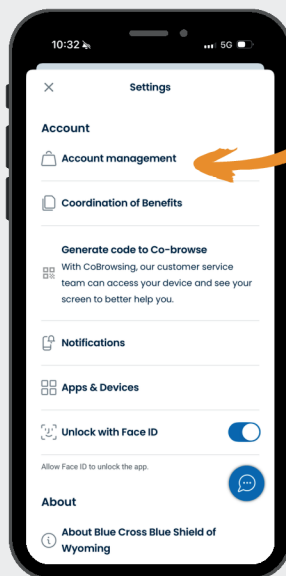 10:32
5G
Settings
Account
Account management
Coordination of Benefits
Generate code to Co-browse
With CoBrowsing, our customer service
team can access your device and see your
screen to better help you.
Notifications
Apps & Devices
Unlock with Face ID
Allow Face ID to unlock the app.
About
About Blue Cross Blue Shield of
Wyoming